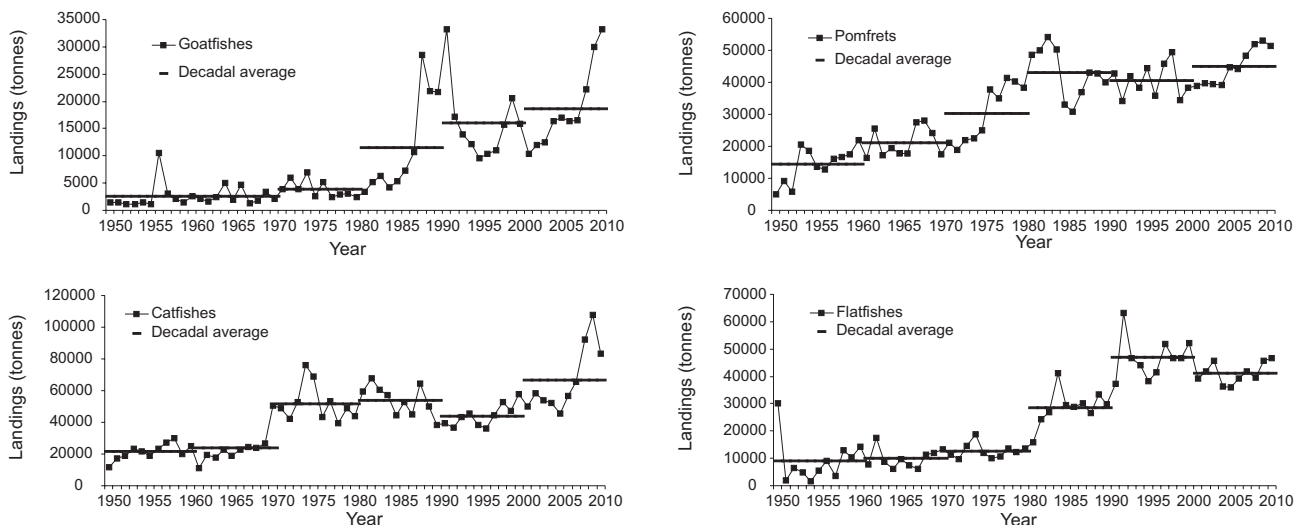 Landings (tonnes)
35000
30000
25000
20000
15000
10000
5000
0
Goatfishes
Decadal average
1950 1955 1960 1965 1970 1975 1980 1985 1990 1995 2000 2005 2010
Year
Landings (tonnes)
60000
50000
40000
30000
20000
10000
0
Pomfrets
Decadal average
1950 1955 1960 1965 1970 1975 1980 1985 1990 1995 2000 2005 2010
Year
Landings (tonnes)
120000
100000
80000
60000
40000
20000
0
Catfishes
Decadal average
1950 1955 1960 1965 1970 1975 1980 1985 1990 1995 2000 2005 2010
Year
Landings (tonnes)
70000
60000
50000
40000
30000
20000
10000
0
Flatfishes
Decadal average
1950 1955 1960 1965 1970 1975 1980 1985 1990 1995 2000 2005 2010
Year